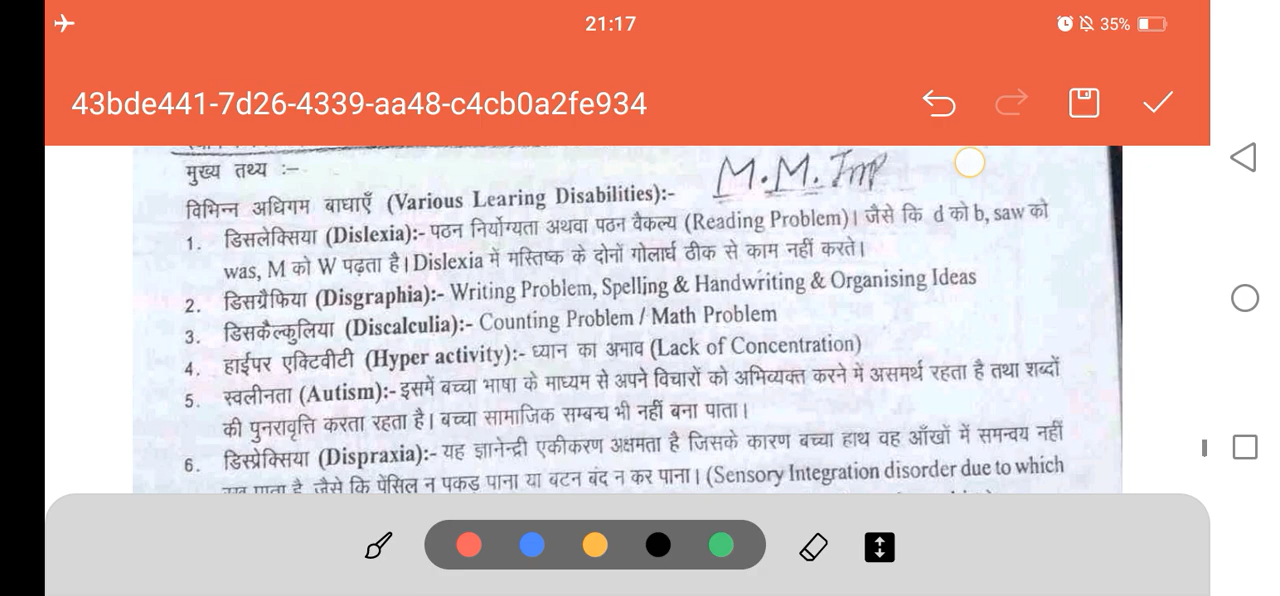 21:17
35%
43bde441-7d26-4339-aa48-c4cb0a2fe934
मुख्य तथ्य :–
M.M. Imp
विभिन्न अधिगम बाधाएँ (Various Learing Disabilities):-
1. डिसलेक्सिया (Dislexia):- पठन निर्योग्यता अथवा पठन वैकल्य (Reading Problem)। जैसे कि d को b, saw को
was, M को W पढ़ता है। Dislexia में मस्तिष्क के दोनों गोलार्घ ठीक से काम नहीं करते।
2. डिसग्रैफिया (Disgraphia):- Writing Problem, Spelling & Handwriting & Organising Ideas
3. डिसकैल्कुलिया (Discalculia):- Counting Problem / Math Problem
4. हाईपर एक्टिवीटी (Hyper activity):- ध्यान का अभाव (Lack of Concentration)
5. स्वलीनता (Autism):- इसमें बच्चा भाषा के माध्यम से अपने विचारों को अभिव्यक्त करने में असमर्थ रहता है तथा शब्दों
की पुनरावृत्ति करता रहता है। बच्चा सामाजिक सम्बन्ध भी नहीं बना पाता।
6. डिस्प्रेक्सिया (Dispraxia):- यह ज्ञानेन्द्री एकीकरण अक्षमता है जिसके कारण बच्चा हाथ वह आँखों में समन्वय नहीं
पाता है, जैसे कि पेंसिल न पकड़ पाना या बटन बंद न कर पाना। (Sensory Integration disorder due to which